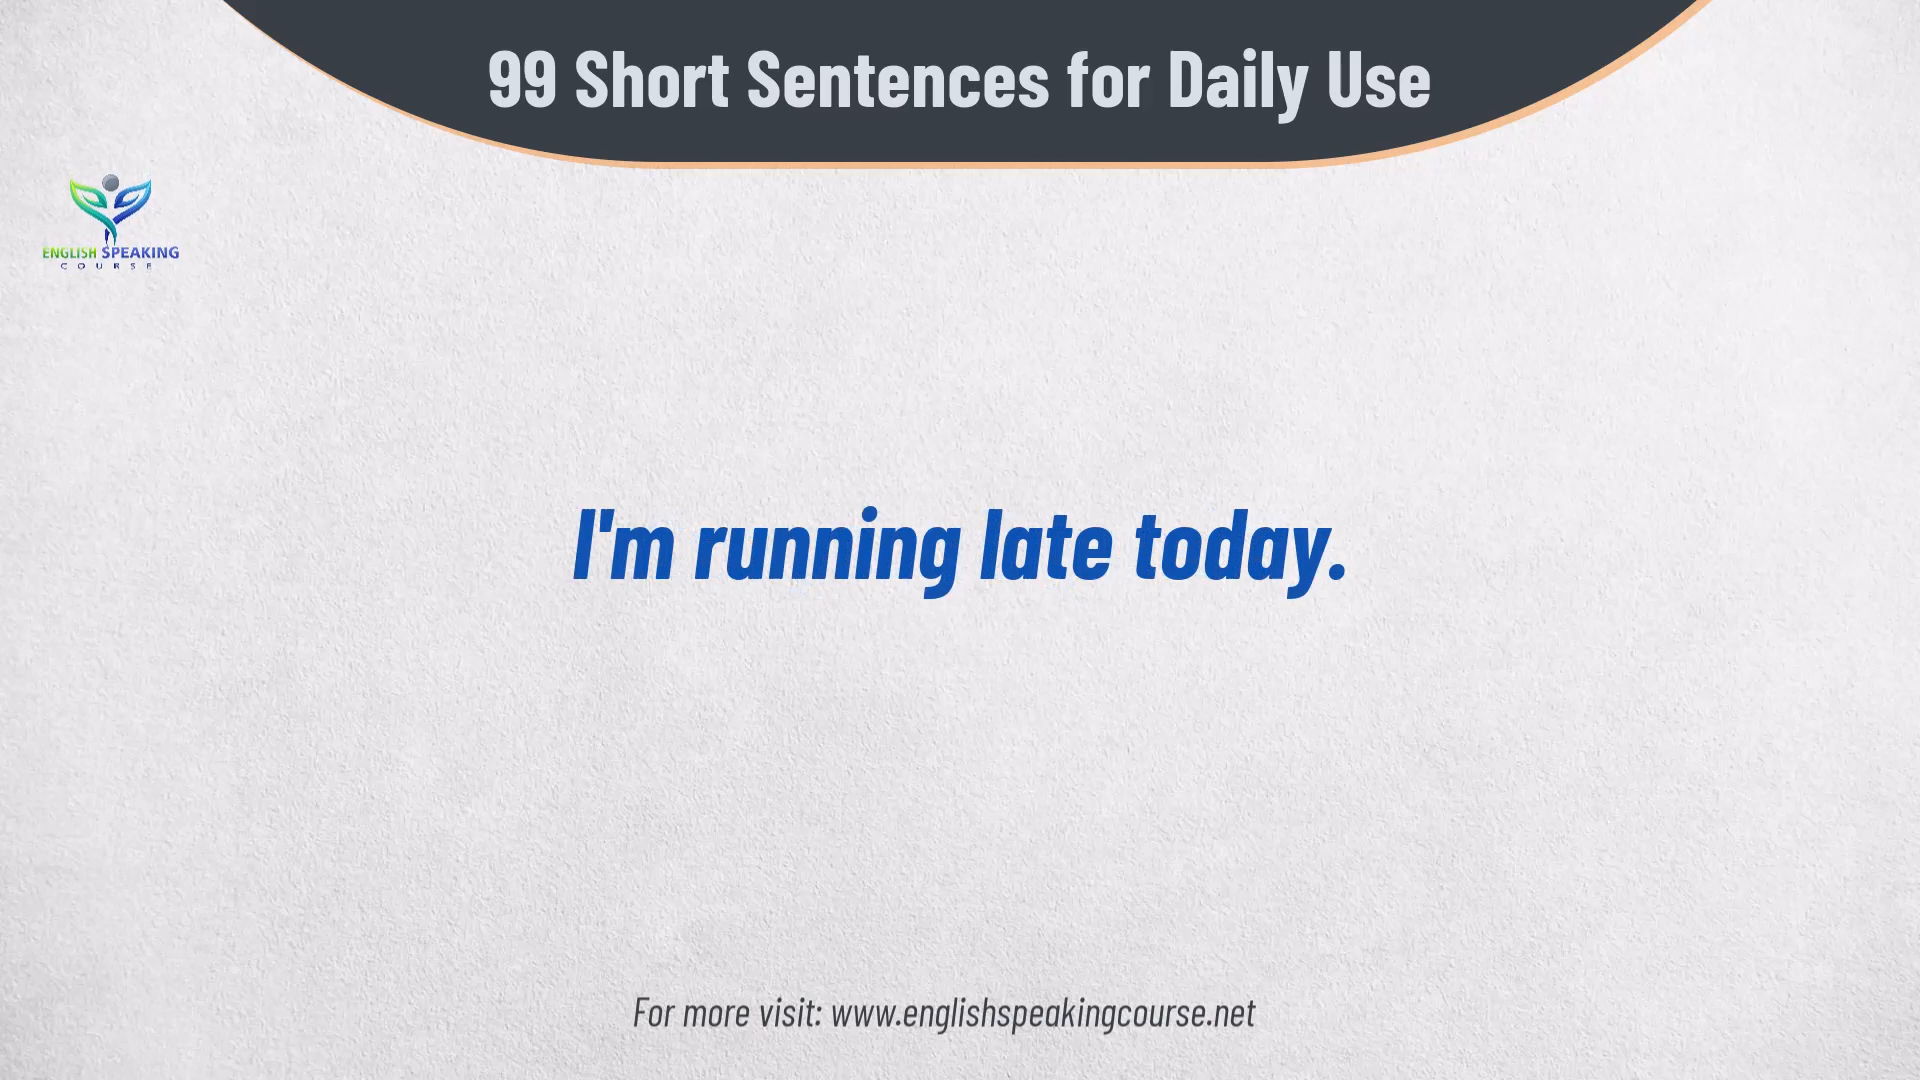 99 Short Sentences for Daily Use
ENGLISH SPEAKING
COURSE
I'm running late today.
For more visit: www.englishspeakingcourse.net